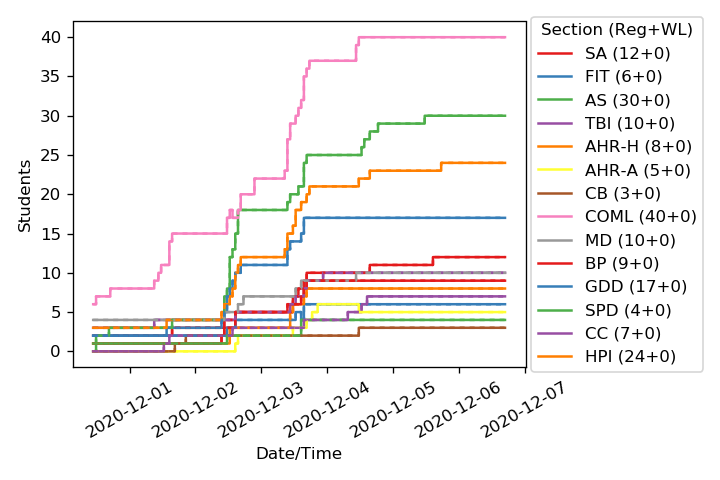 Section (Reg+WL)
SA (12+0)
FIT (6+0)
AS (30+0)
TBI (10+0)
AHR-H (8+0)
AHR-A (5+0)
CB (3+0)
COML (40+0)
MD (10+0)
BP (9+0)
GDD (17+0)
SPD (4+0)
CC (7+0)
HPI (24+0)
Students
40
35
30
25
20
15
10
5
0
2020-12-01
2020-12-02
2020-12-03
2020-12-04
2020-12-05
2020-12-06
2020-12-07
Date/Time